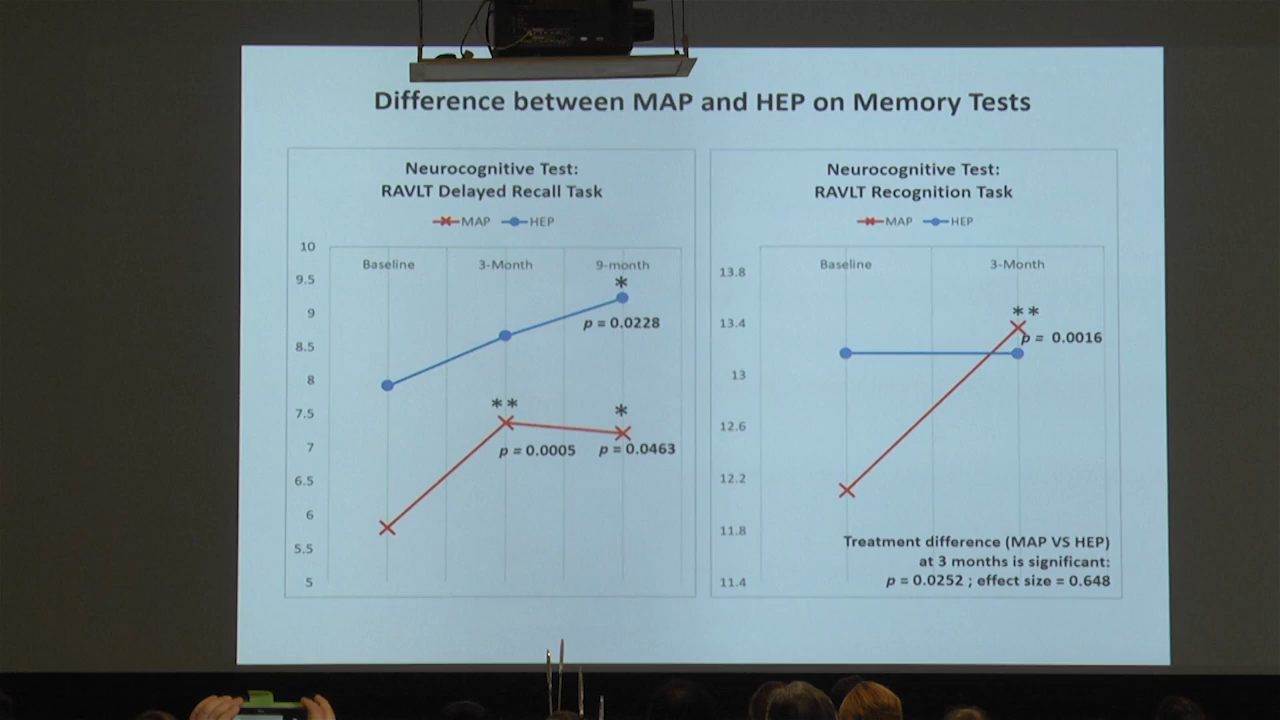 Difference between MAP and HEP on Memory Tests
Neurocognitive Test:
RAVLT Delayed Recall Task
MAP HEP
10
9.5
9
8.5
8
7.5
7
6.5
6
5.5
5
Baseline 3-Month 9-month
*
p = 0.0228
** *
p = 0.0005 p = 0.0463
Neurocognitive Test:
RAVLT Recognition Task
MAP HEP
13.8
13.4
13
12.6
12.2
11.8
11.4
Baseline 3-Month
**
p = 0.0016
Treatment difference (MAP VS HEP)
at 3 months is significant:
p = 0.0252 ; effect size = 0.648